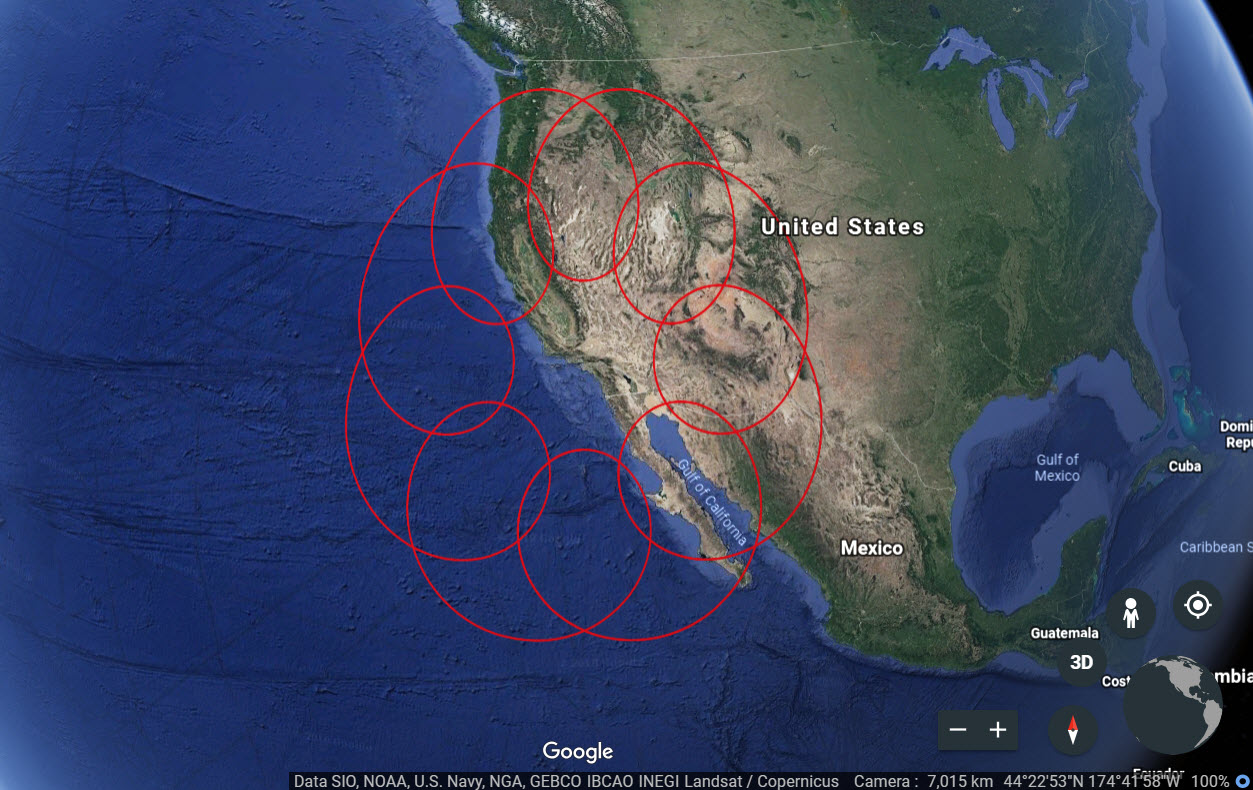 United States
Gulf of
Mexico
Cuba
Domi
Repu
Gulf of California
Mexico
Caribbean S
Guatemala
3D
Cost
mbia
Google
Ecuador
Data SIO, NOAA, U.S. Navy, NGA, GEBCO IBCAO INEGI Landsat / Copernicus Camera : 7,015 km 44°22'53"N 174°41'58"W 100%